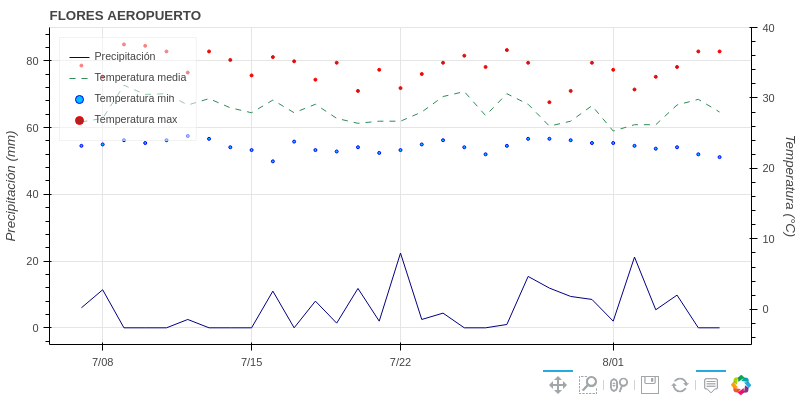 FLORES AEROPUERTO
Precipitación
Temperatura media
Temperatura min
Temperatura max
Precipitación (mm)
80
60
40
20
0
Temperatura (°C)
40
30
20
10
0
7/08
7/15
7/22
8/01